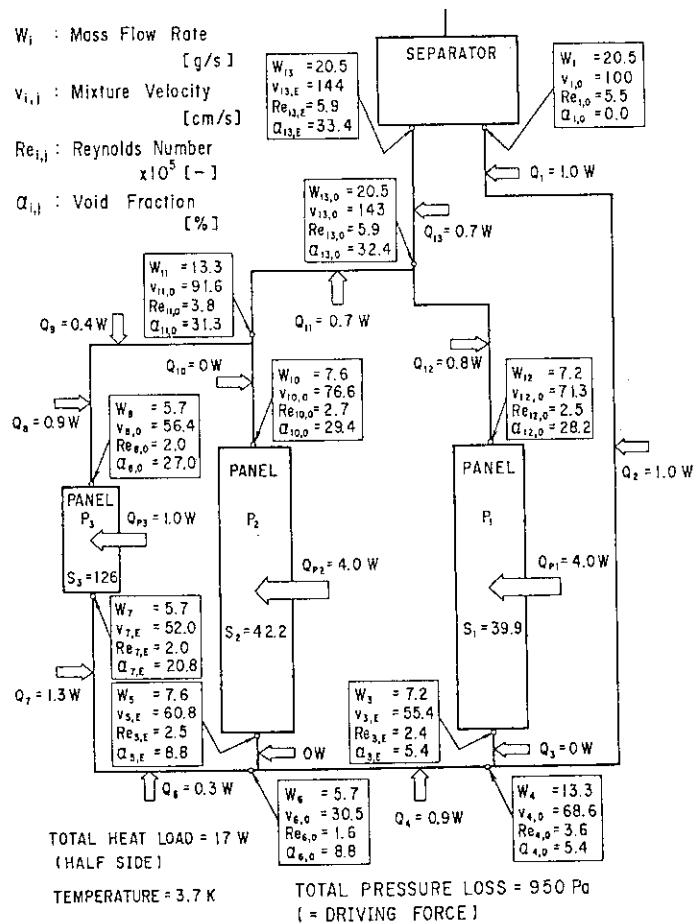 Wi : Mass Flow Rate
[g/s]
vi,j : Mixture Velocity
[cm/s]
Rei,j : Reynolds Number
x10⁵ [-]
αi,j : Void Fraction
[%]
SEPARATOR
W13 = 20.5
v13,E = 144
Re13,E = 5.9
α13,E = 33.4
W1 = 20.5
v1,0 = 100
Re1,0 = 5.5
α1,0 = 0.0
Q1 = 1.0 W
W13,0 = 20.5
v13,0 = 143
Re13,0 = 5.9
α13,0 = 32.4
Q13 = 0.7 W
W11 = 13.3
v11,0 = 91.6
Re11,0 = 3.8
α11,0 = 31.3
Q11 = 0.7 W
Q9 = 0.4 W
Q10 = 0 W
Q12 = 0.8 W
Q8 = 0.9 W
W8 = 5.7
v8,0 = 56.4
Re8,0 = 2.0
α8,0 = 27.0
W10 = 7.6
v10,0 = 76.6
Re10,0 = 2.7
α10,0 = 29.4
W12 = 7.2
v12,0 = 71.3
Re12,0 = 2.5
α12,0 = 28.2
Q2 = 1.0 W
PANEL
P3
QP3 = 1.0 W
S3 = 126
PANEL
P2
QP2 = 4.0 W
S2 = 42.2
PANEL
P1
QP1 = 4.0 W
S1 = 39.9
W7 = 5.7
v7,E = 52.0
Re7,E = 2.0
α7,E = 20.8
Q7 = 1.3 W
W5 = 7.6
v5,E = 60.8
Re5,E = 2.5
α5,E = 8.8
0W
W3 = 7.2
v3,E = 55.4
Re3,E = 2.4
α3,E = 5.4
Q3 = 0 W
Q6 = 0.3 W
W6 = 5.7
v6,0 = 30.5
Re6,0 = 1.6
α6,0 = 8.8
Q4 = 0.9 W
W4 = 13.3
v4,0 = 68.6
Re4,0 = 3.6
α4,0 = 5.4
TOTAL HEAT LOAD = 17 W
(HALF SIDE)
TEMPERATURE = 3.7 K
TOTAL PRESSURE LOSS = 950 Pa
( = DRIVING FORCE)